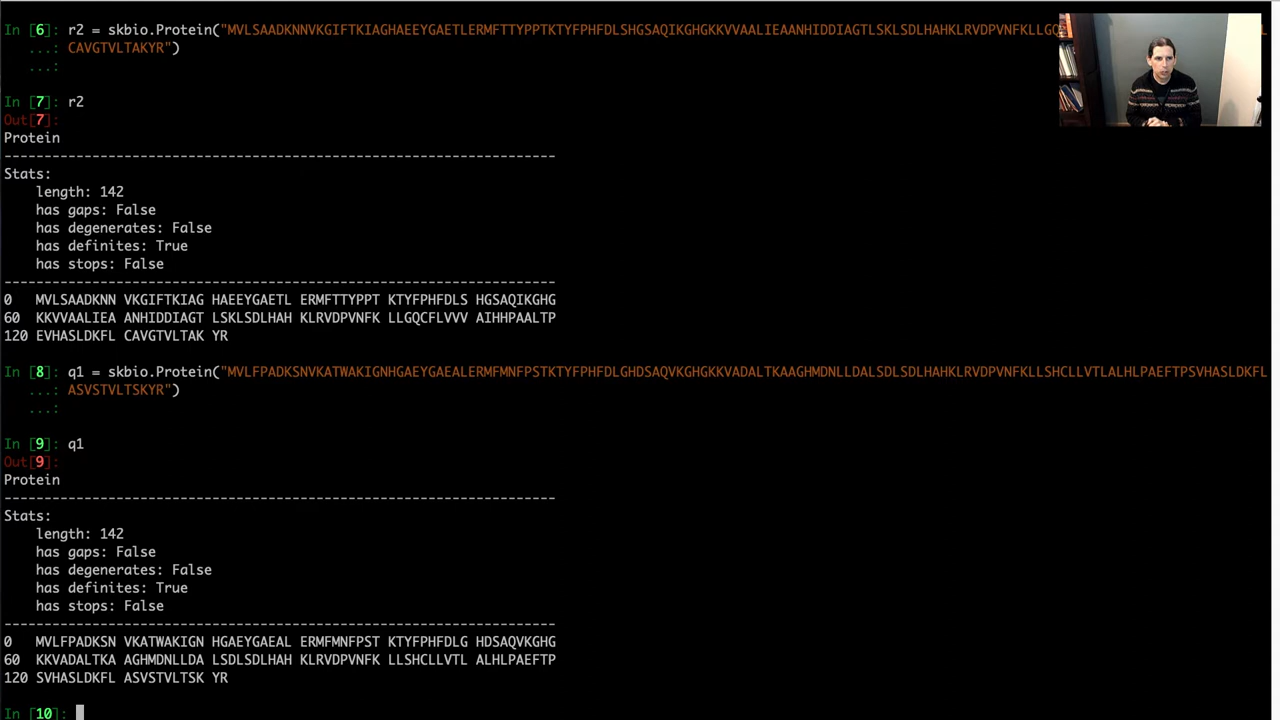 In [6]: r2 = skbio.Protein("MVLSAADKNNVKGIFTKIAGHAEEYGAETLERMFTTYPPTKTYFPHFDLSHGSAQIKGHGKKVVAALIEAANHIDDIAGTLSKLSDLHAHKLRVDPVNFKLLG
...: CAVGTVLTAKYR")
...:
In [7]: r2
Out[7]:
Protein
---------------------------------------------------------------------
Stats:
length: 142
has gaps: False
has degenerates: False
has definites: True
has stops: False
---------------------------------------------------------------------
0 MVLSAADKNN VKGIFTKIAG HAEEYGAETL ERMFTTYPPT KTYFPHFDLS HGSAQIKGHG
60 KKVVAALIEA ANHIDDIAGT LSKLSDLHAH KLRVDPVNFK LLGQCFLVVV AIHHPAALTP
120 EVHASLDKFL CAVGTVLTAK YR
In [8]: q1 = skbio.Protein("MVLFPADKSNVKATWAKIGNHGAEYGAEALERMFMNFPSTKTYFPHFDLGHDSAQVKGHGKKVADALTKAAGHMDNLLDALSDLSDLHAHKLRVDPVNFKLLSHCLLVTLALHLPAEFTPSVHASLDKFL
...: ASVSTVLTSKYR")
...:
In [9]: q1
Out[9]:
Protein
---------------------------------------------------------------------
Stats:
length: 142
has gaps: False
has degenerates: False
has definites: True
has stops: False
---------------------------------------------------------------------
0 MVLFPADKSN VKATWAKIGN HGAEYGAEAL ERMFMNFPST KTYFPHFDLG HDSAQVKGHG
60 KKVADALTKA AGHMDNLLDA LSDLSDLHAH KLRVDPVNFK LLSHCLLVTL ALHLPAEFTP
120 SVHASLDKFL ASVSTVLTSK YR
In [10]: